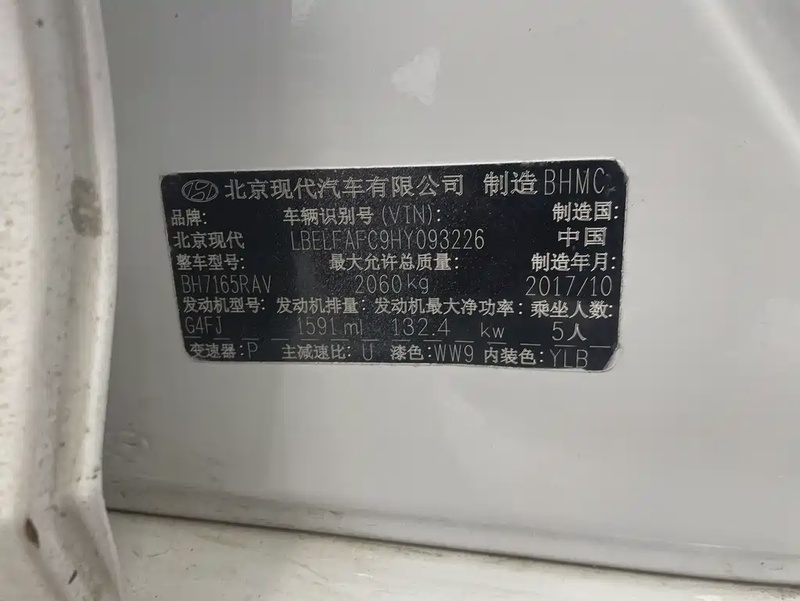 北京现代汽车有限公司 制造 BHMC
品牌: 车辆识别号(VIN): 制造国:
北京现代 LBELFAFC9HY093226 中国
整车型号: 最大允许总质量: 制造年月:
BH7165RAV 2060kg 2017/10
发动机型号: 发动机排量: 发动机最大净功率: 乘坐人数:
G4FJ 1591ml 132.4 kw 5人
变速器:P 主减速比:U 漆色:WW9 内装色:YLB